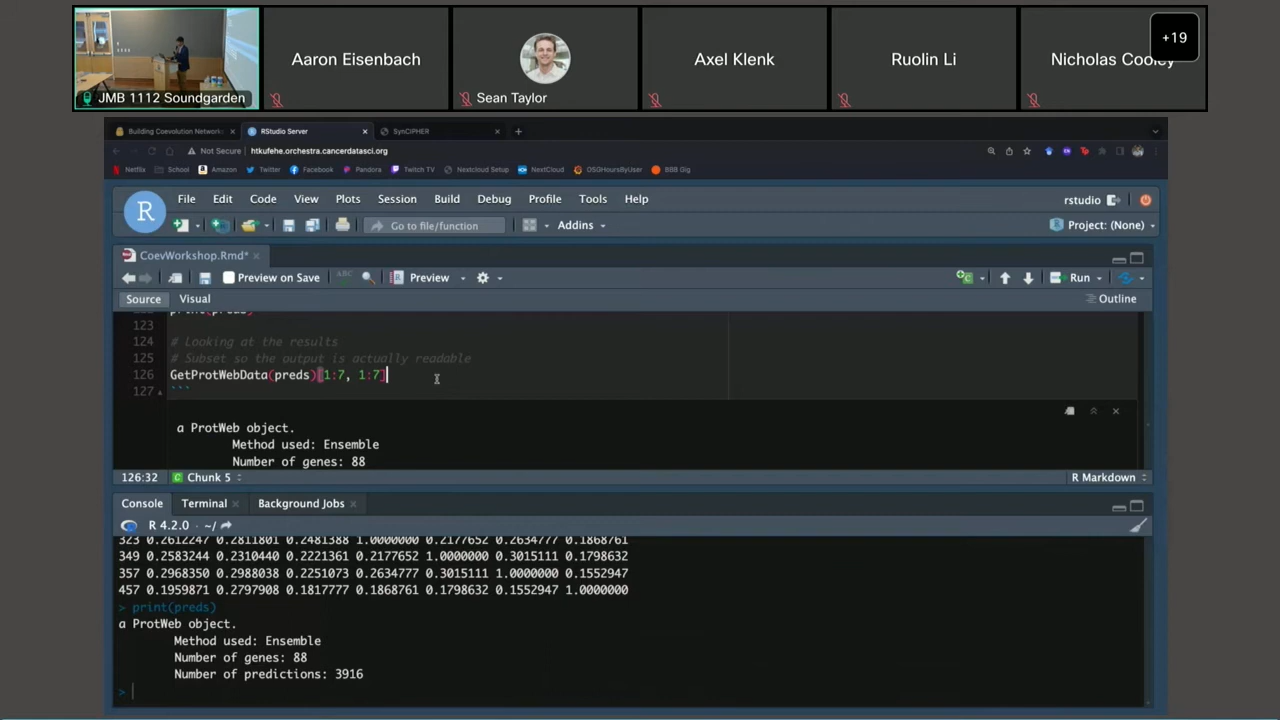 +19
JMB 1112 Soundgarden
Aaron Eisenbach
Sean Taylor
Axel Klenk
Ruolin Li
Nicholas Cooley
Building Coevolution Network
RStudio Server
SynCIPHER
Not Secure
htkufehe.orchestra.cancerdatasci.org
Netflix
School
Amazon
Twitter
Facebook
Pandora
Twitch TV
Nextcloud Setup
NextCloud
OSGHoursByUser
BBB Gig
R
File
Edit
Code
View
Plots
Session
Build
Debug
Profile
Tools
Help
rstudio
Go to file/function
Addins
Project: (None)
CoevWorkshop.Rmd*
Preview on Save
ABC
Preview
Run
Source
Visual
Outline
print(preds)
123
124 # Looking at the results
125 # Subset so the output is actually readable
126 GetProtWebData(preds)[1:7, 1:7]
127 ```
a ProtWeb object.
Method used: Ensemble
Number of genes: 88
126:32
Chunk 5
R Markdown
Console
Terminal
Background Jobs
R 4.2.0 · ~/
323 0.2612247 0.2811801 0.2481388 1.0000000 0.2177652 0.2634777 0.1868761
349 0.2583244 0.2310440 0.2221361 0.2177652 1.0000000 0.3015111 0.1798632
357 0.2968350 0.2988038 0.2251073 0.2634777 0.3015111 1.0000000 0.1552947
457 0.1959871 0.2797908 0.1817777 0.1868761 0.1798632 0.1552947 1.0000000
> print(preds)
a ProtWeb object.
Method used: Ensemble
Number of genes: 88
Number of predictions: 3916
>